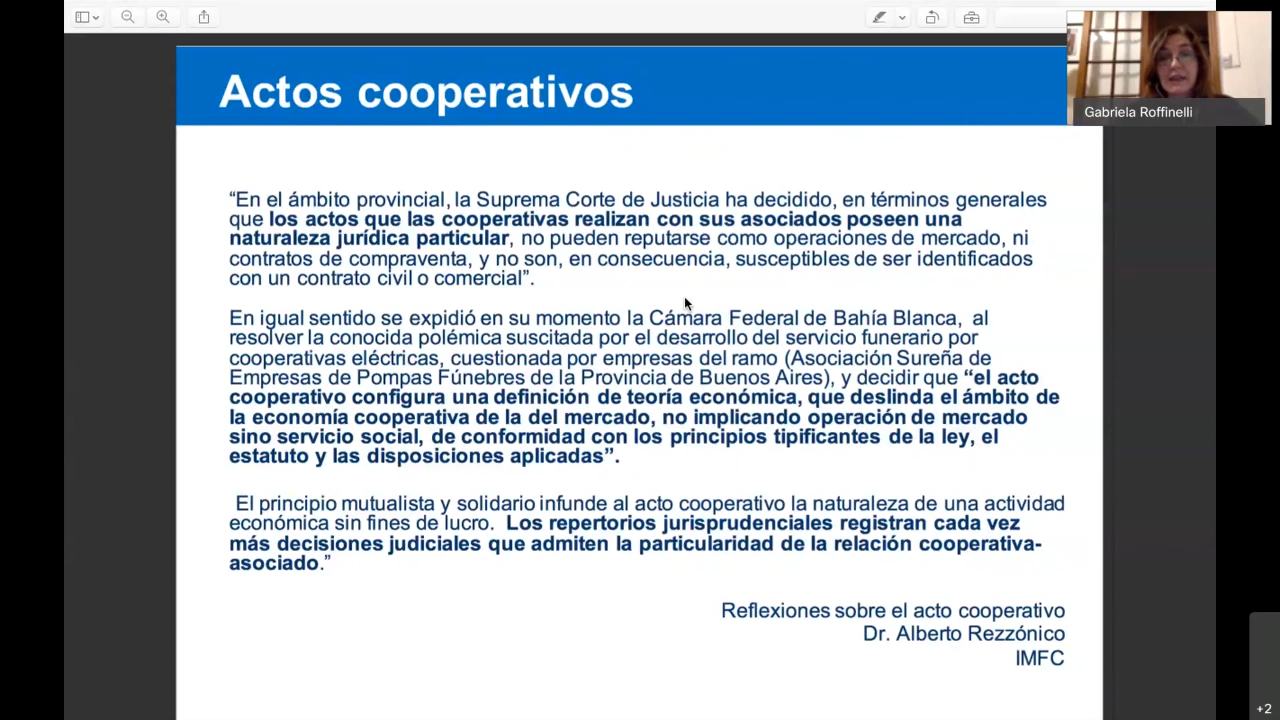 Actos cooperativos
Gabriela Roffinelli
“En el ámbito provincial, la Suprema Corte de Justicia ha decidido, en términos generales
que los actos que las cooperativas realizan con sus asociados poseen una
naturaleza jurídica particular, no pueden reputarse como operaciones de mercado, ni
contratos de compraventa, y no son, en consecuencia, susceptibles de ser identificados
con un contrato civil o comercial”.
En igual sentido se expidió en su momento la Cámara Federal de Bahía Blanca, al
resolver la conocida polémica suscitada por el desarrollo del servicio funerario por
cooperativas eléctricas, cuestionada por empresas del ramo (Asociación Sureña de
Empresas de Pompas Fúnebres de la Provincia de Buenos Aires), y decidir que “el acto
cooperativo configura una definición de teoría económica, que deslinda el ámbito de
la economía cooperativa de la del mercado, no implicando operación de mercado
sino servicio social, de conformidad con los principios tipificantes de la ley, el
estatuto y las disposiciones aplicadas”.
El principio mutualista y solidario infunde al acto cooperativo la naturaleza de una actividad
económica sin fines de lucro. Los repertorios jurisprudenciales registran cada vez
más decisiones judiciales que admiten la particularidad de la relación cooperativa-
asociado.”
Reflexiones sobre el acto cooperativo
Dr. Alberto Rezzónico
IMFC
+2